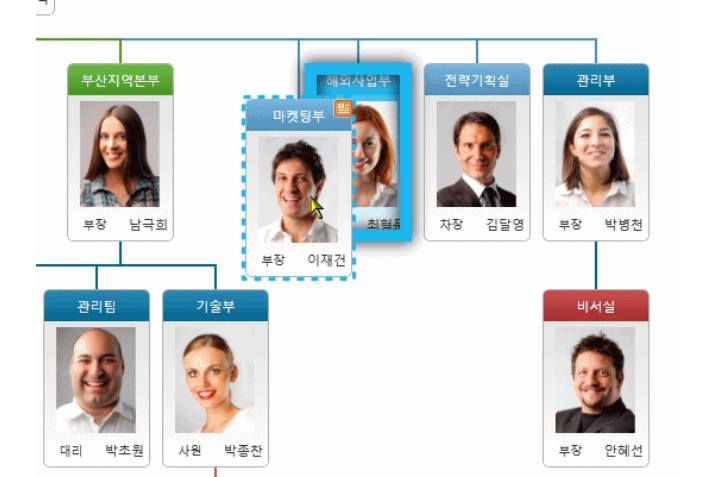 부산지역본부
해외사업부
전략기획실
관리부
마켓팅부
부장 남극희
최형윤
차장 김달영
부장 박병천
부장 이재건
관리팀
기술부
비서실
대리 박초원
사원 박종찬
부장 안혜선